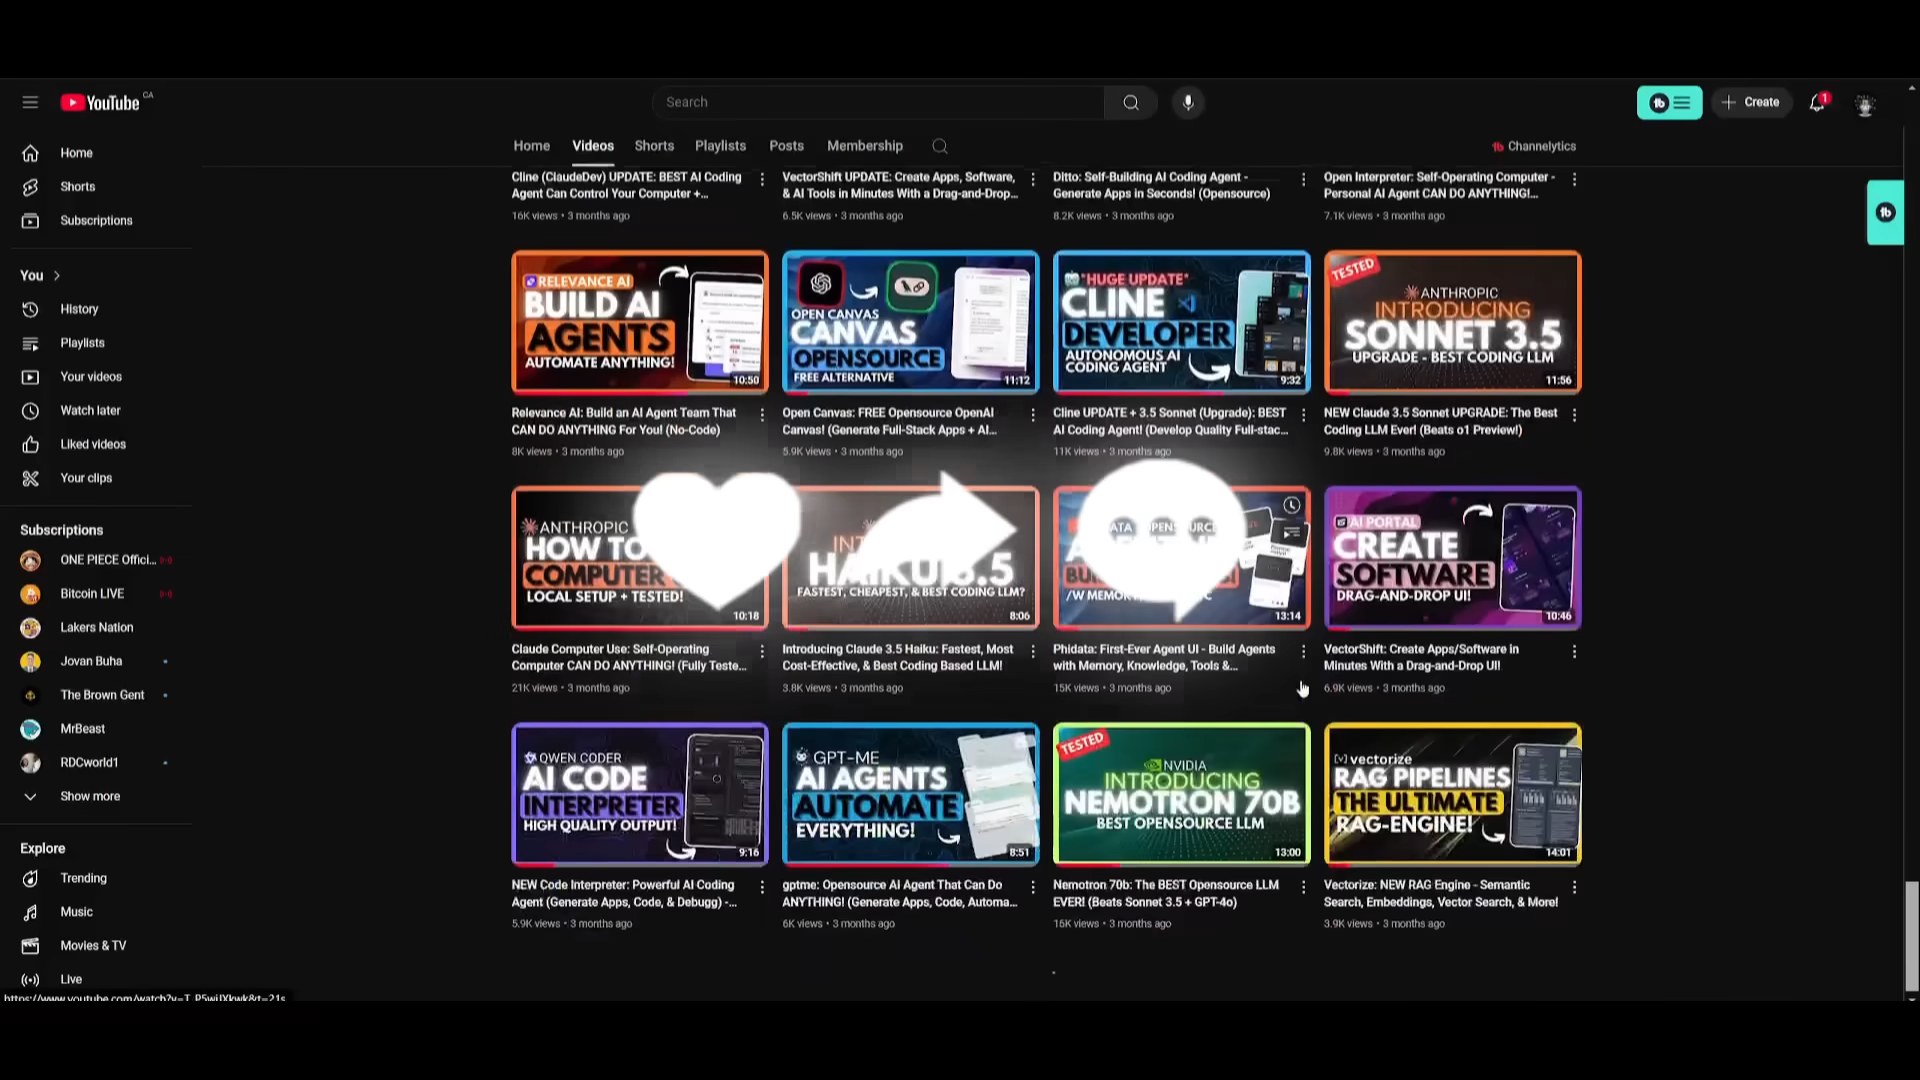 YouTube CA
Search
Create
1
Home
Videos
Shorts
Playlists
Posts
Membership
Channelytics
Home
Shorts
Subscriptions
You
History
Playlists
Your videos
Watch later
Liked videos
Your clips
Subscriptions
ONE PIECE Offici...
Bitcoin LIVE
Lakers Nation
Jovan Buha
The Brown Gent
MrBeast
RDCworld1
Show more
Explore
Trending
Music
Movies & TV
Live
Cline (ClaudeDev) UPDATE: BEST AI Coding
Agent Can Control Your Computer +...
16K views • 3 months ago
VectorShift UPDATE: Create Apps, Software,
& AI Tools in Minutes With a Drag-and-Drop...
6.5K views • 3 months ago
Ditto: Self-Building AI Coding Agent -
Generate Apps in Seconds! (Opensource)
8.2K views • 3 months ago
Open Interpreter: Self-Operating Computer -
Personal AI Agent CAN DO ANYTHING!...
7.1K views • 3 months ago
RELEVANCE AI
BUILD AI
AGENTS
AUTOMATE ANYTHING!
10:50
Relevance AI: Build an AI Agent Team That
CAN DO ANYTHING For You! (No-Code)
8K views • 3 months ago
OPEN CANVAS
CANVAS
OPENSOURCE
FREE ALTERNATIVE
11:12
Open Canvas: FREE Opensource OpenAI
Canvas! (Generate Full-Stack Apps + AI...
5.9K views • 3 months ago
*HUGE UPDATE*
CLINE
DEVELOPER
AUTONOMOUS AI
CODING AGENT
9:32
Cline UPDATE + 3.5 Sonnet (Upgrade): BEST
AI Coding Agent! (Develop Quality Full-stac...
11K views • 3 months ago
TESTED
ANTHROPIC
INTRODUCING
SONNET 3.5
UPGRADE - BEST CODING LLM
11:56
NEW Claude 3.5 Sonnet UPGRADE: The Best
Coding LLM Ever! (Beats o1 Preview!)
9.8K views • 3 months ago
ANTHROPIC
HOW TO
COMPUTER
LOCAL SETUP + TESTED!
10:18
Claude Computer Use: Self-Operating
Computer CAN DO ANYTHING! (Fully Teste...
21K views • 3 months ago
HAIKU 3.5
FASTEST, CHEAPEST, & BEST CODING LLM?
8:06
Introducing Claude 3.5 Haiku: Fastest, Most
Cost-Effective, & Best Coding Based LLM!
3.8K views • 3 months ago
13:14
Phidata: First-Ever Agent UI - Build Agents
with Memory, Knowledge, Tools &...
15K views • 3 months ago
AI PORTAL
CREATE
SOFTWARE
DRAG-AND-DROP UI!
10:46
VectorShift: Create Apps/Software in
Minutes With a Drag-and-Drop UI!
6.9K views • 3 months ago
QWEN CODER
AI CODE
INTERPRETER
HIGH QUALITY OUTPUT!
9:16
NEW Code Interpreter: Powerful AI Coding
Agent (Generate Apps, Code, & Debugg) -...
5.9K views • 3 months ago
GPT-ME
AI AGENTS
AUTOMATE
EVERYTHING!
8:51
gptme: Opensource AI Agent That Can Do
ANYTHING! (Generate Apps, Code, Automa...
6K views • 3 months ago
TESTED
NVIDIA
INTRODUCING
NEMOTRON 70B
BEST OPENSOURCE LLM
13:00
Nemotron 70b: The BEST Opensource LLM
EVER! (Beats Sonnet 3.5 + GPT-4o)
16K views • 3 months ago
vectorize
RAG PIPELINES
THE ULTIMATE
RAG-ENGINE!
14:01
Vectorize: NEW RAG Engine - Semantic
Search, Embeddings, Vector Search, & More!
3.9K views • 3 months ago